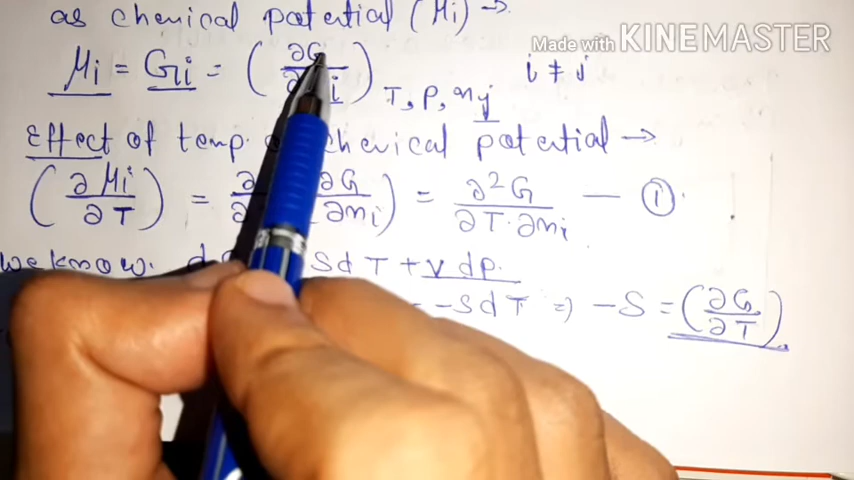 as chemical potential (μi) →
Made with KINEMASTER
μi = Gi = (∂G/∂ i) T, P, nj i ≠ j
Effect of temp. chemical potential →
(∂μi/∂T) = ∂G/∂ni) = ∂²G/∂T·∂ni — ①
we know. SdT + Vdp.
= -SdT ⇒ -S = (∂G/∂T)